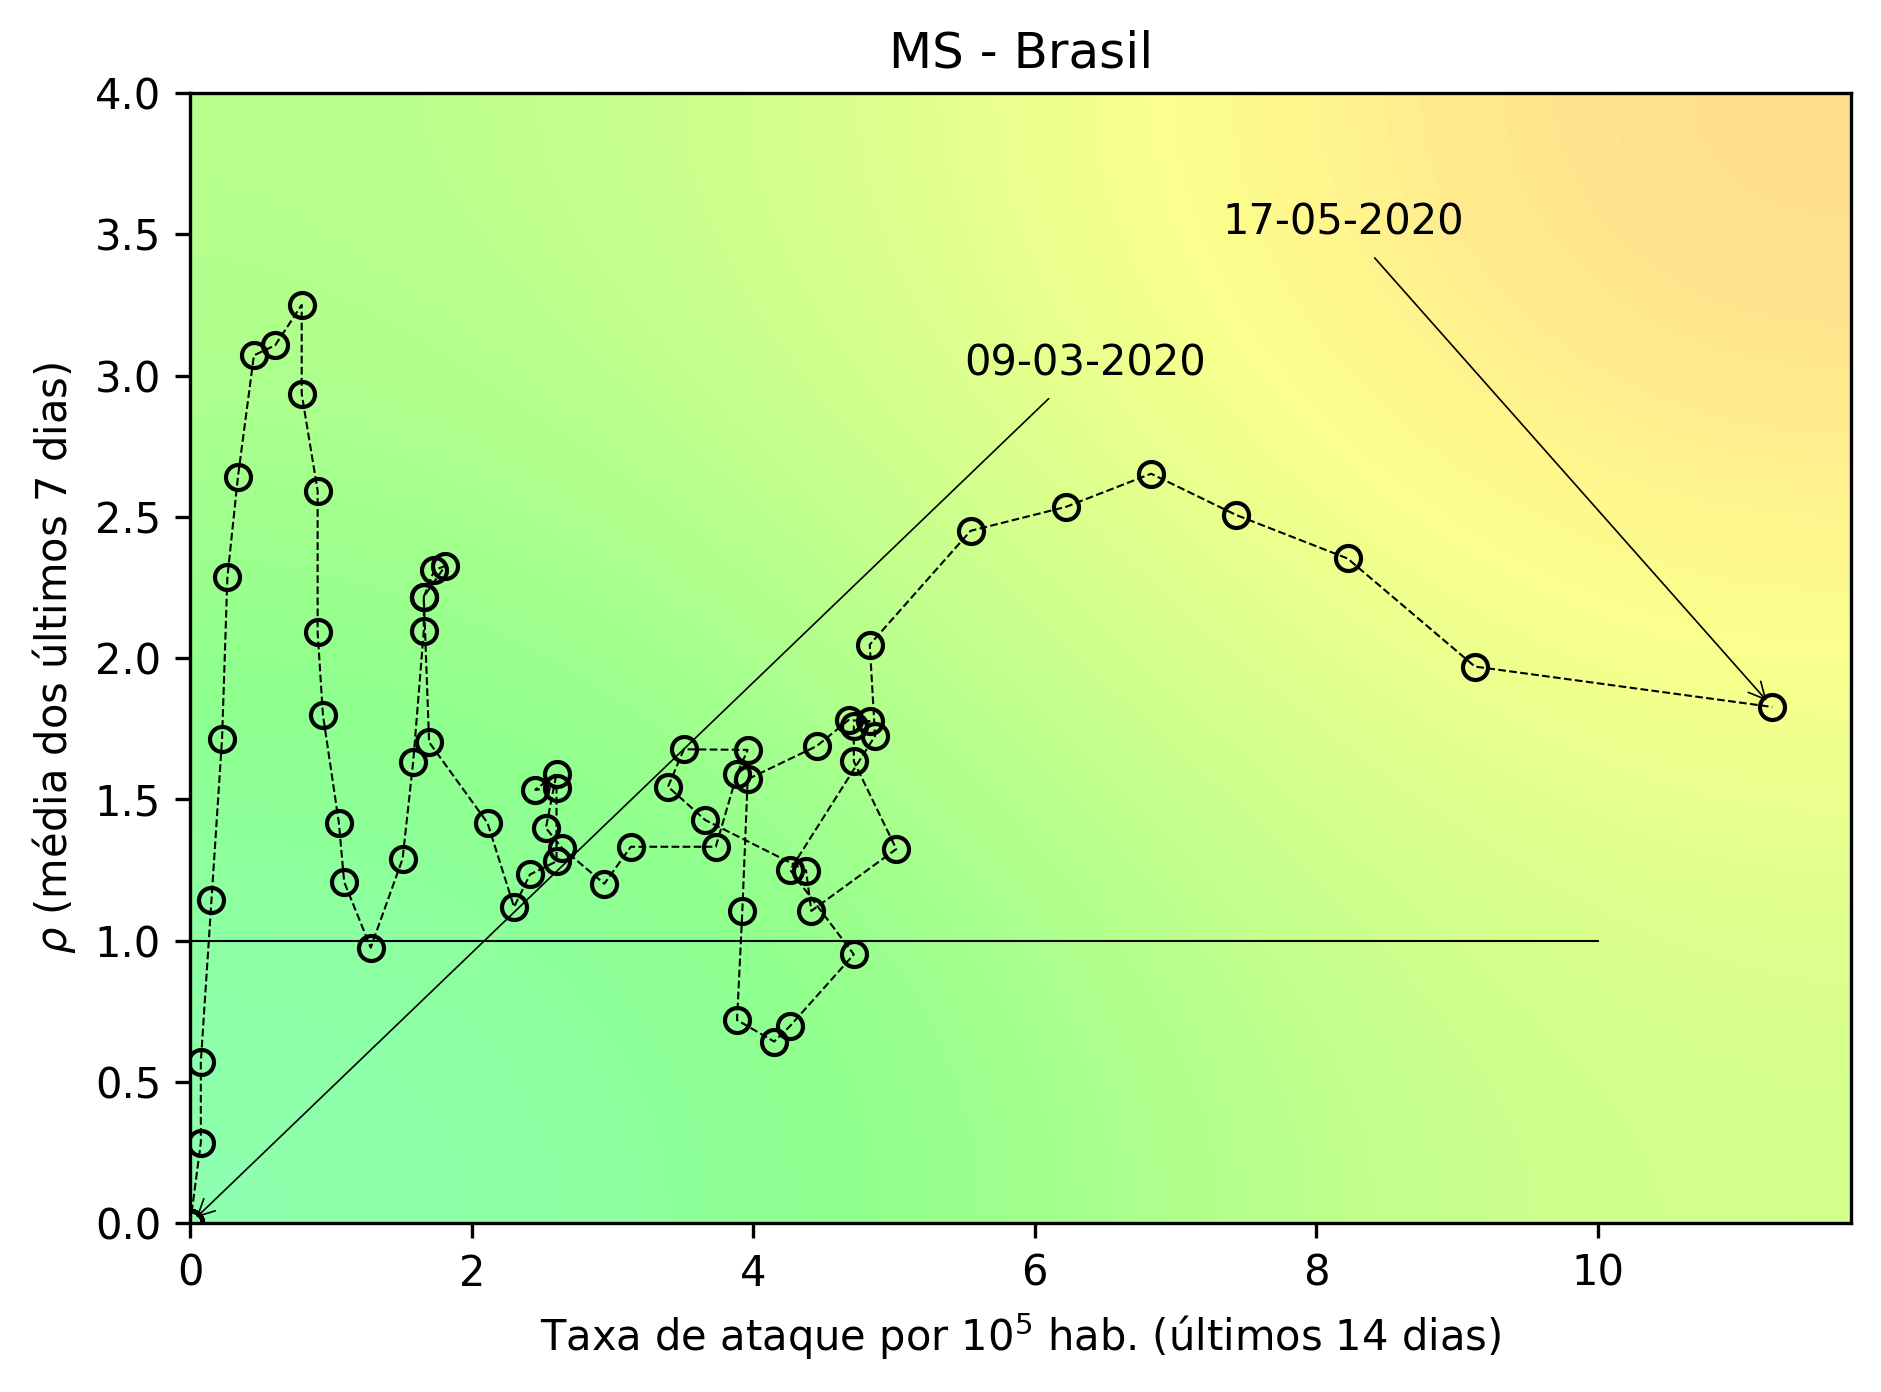 MS - Brasil
4.0
3.5
3.0
2.5
2.0
1.5
1.0
0.5
0.0
ρ (média dos últimos 7 dias)
17-05-2020
09-03-2020
0 2 4 6 8 10
Taxa de ataque por 10⁵ hab. (últimos 14 dias)